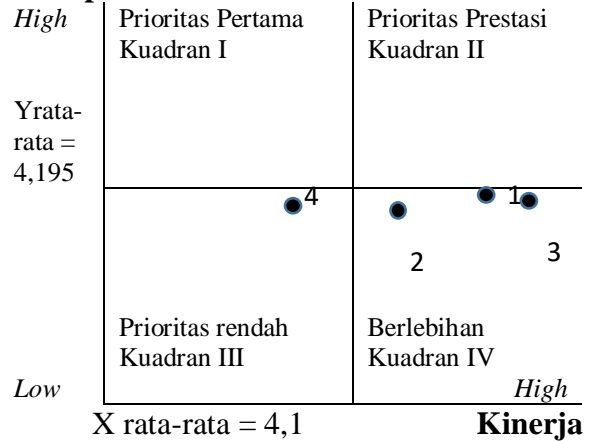 High
Prioritas Pertama
Kuadran I
Prioritas Prestasi
Kuadran II
Yrata-
rata =
4,195
4
1
2
3
Prioritas rendah
Kuadran III
Berlebihan
Kuadran IV
Low
High
X rata-rata = 4,1
Kinerja